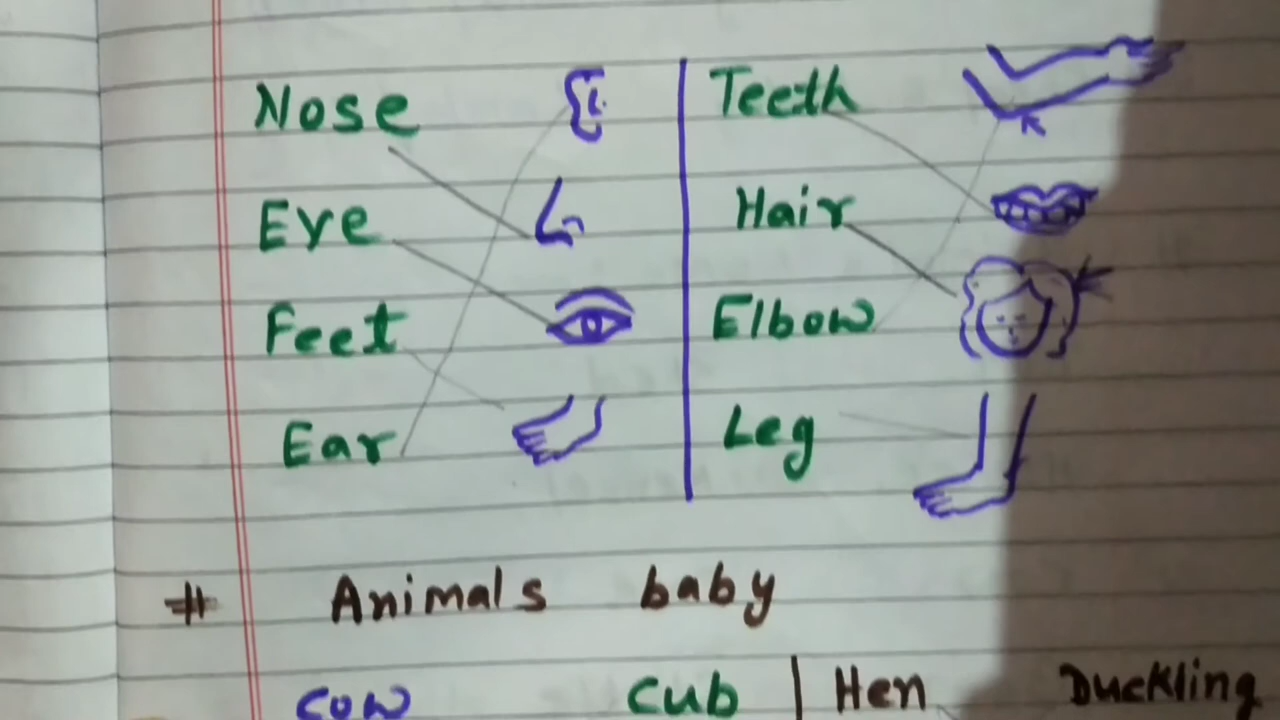 Nose Teeth
Eye Hair
Feet Elbow
Ear Leg
# Animals baby
Cow Cub | Hen Duckling